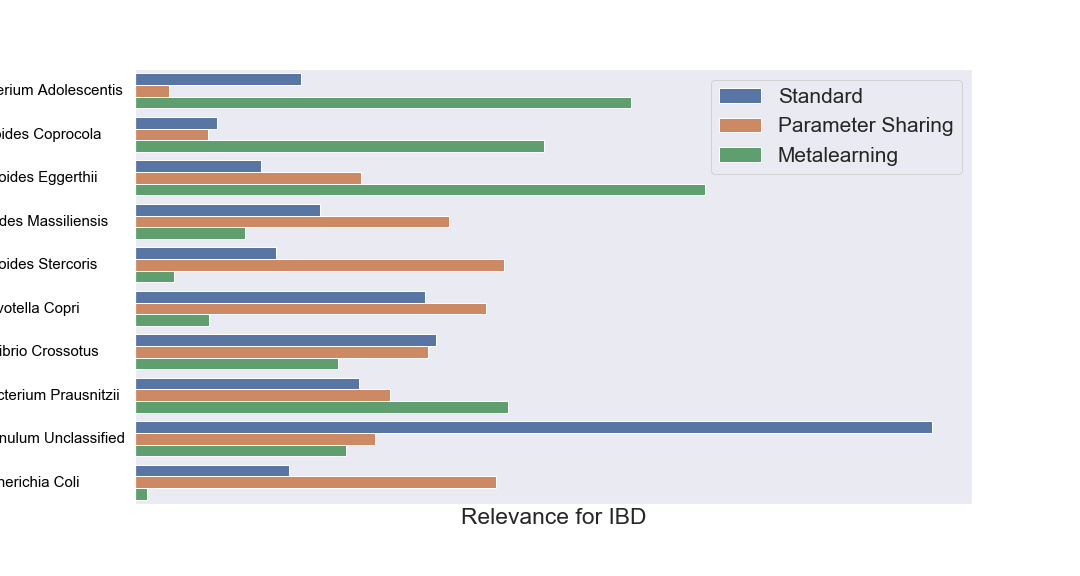 erium Adolescentis
oides Coprocola
oides Eggerthii
des Massiliensis
oides Stercoris
votella Copri
ibrio Crossotus
cterium Prausnitzii
nulum Unclassified
herichia Coli
Standard
Parameter Sharing
Metalearning
Relevance for IBD